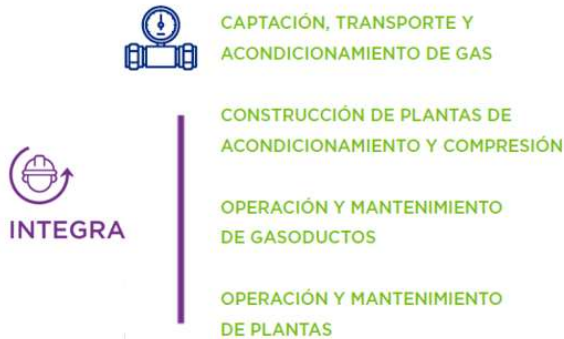 CAPTACIÓN, TRANSPORTE Y
ACONDICIONAMIENTO DE GAS
CONSTRUCCIÓN DE PLANTAS DE
ACONDICIONAMIENTO Y COMPRESIÓN
INTEGRA
OPERACIÓN Y MANTENIMIENTO
DE GASODUCTOS
OPERACIÓN Y MANTENIMIENTO
DE PLANTAS